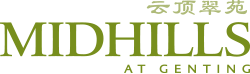 云顶翠苑
MIDHILLS
AT GENTING